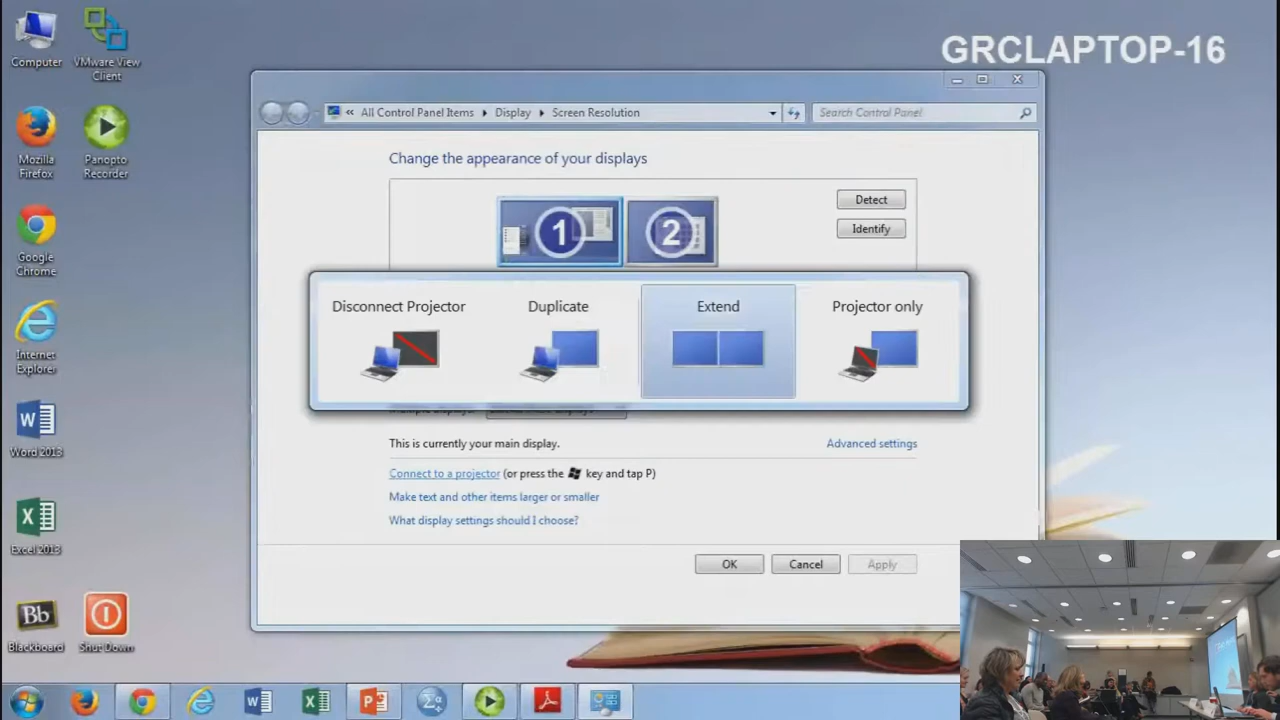 GRCLAPTOP-16
Computer
VMware View
Client
Mozilla
Firefox
Panopto
Recorder
Google
Chrome
Internet
Explorer
Word 2013
Excel 2013
Bb
Blackboard
Shut Down
« All Control Panel Items ▸ Display ▸ Screen Resolution
Search Control Panel
Change the appearance of your displays
1
2
Detect
Identify
Disconnect Projector
Duplicate
Extend
Projector only
This is currently your main display.
Advanced settings
Connect to a projector (or press the key and tap P)
Make text and other items larger or smaller
What display settings should I choose?
OK
Cancel
Apply